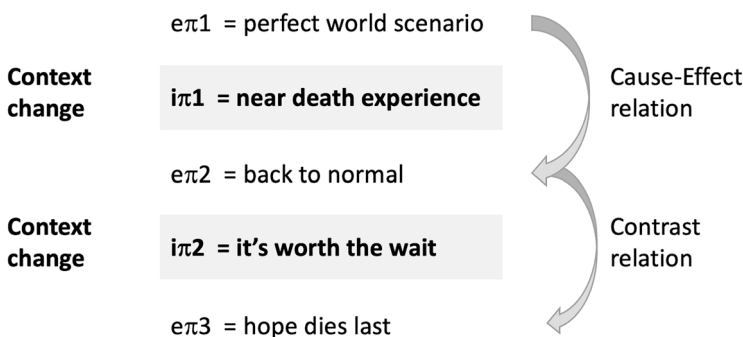 eπ1 = perfect world scenario
Context
change
iπ1 = near death experience
Cause-Effect
relation
eπ2 = back to normal
Context
change
iπ2 = it's worth the wait
Contrast
relation
eπ3 = hope dies last